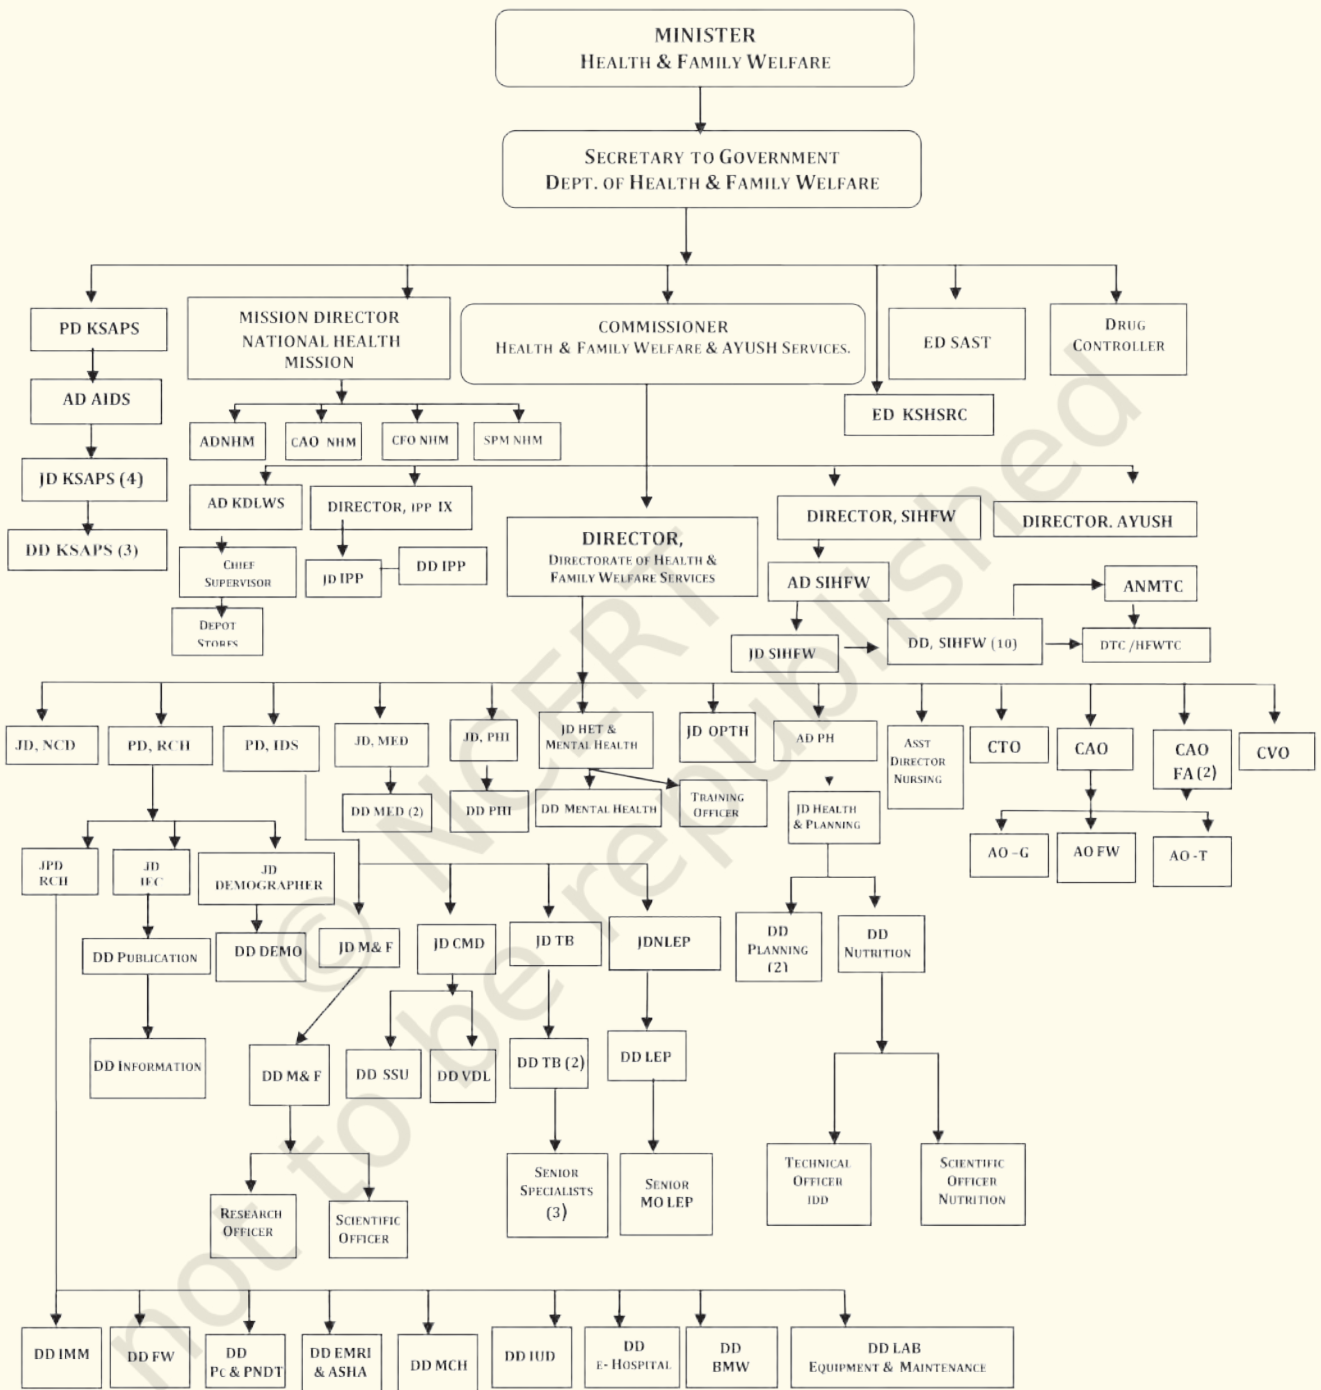 MINISTER
HEALTH & FAMILY WELFARE
SECRETARY TO GOVERNMENT
DEPT. OF HEALTH & FAMILY WELFARE
PD KSAPS
MISSION DIRECTOR
NATIONAL HEALTH
MISSION
COMMISSIONER
HEALTH & FAMILY WELFARE & AYUSH SERVICES.
ED SAST
DRUG
CONTROLLER
AD AIDS
ED KSHSRC
ADNHM
CAO NHM
CFO NHM
SPM NHM
JD KSAPS (4)
AD KDLWS
DIRECTOR, IPP IX
DIRECTOR, SIHFW
DIRECTOR. AYUSH
DD KSAPS (3)
DIRECTOR,
DIRECTORATE OF HEALTH &
FAMILY WELFARE SERVICES
CHIEF
SUPERVISOR
JD IPP
DD IPP
AD SIHFW
ANMTC
DEPOT
STORES
JD SIHFW
DD, SIHFW (10)
DTC /HFWTC
JD, NCD
PD, RCH
PD, IDS
JD, MED
JD, PHI
JD HET &
MENTAL HEALTH
JD OPTH
AD PH
ASST
DIRECTOR
NURSING
CTO
CAO
CAO
FA (2)
CVO
DD MED (2)
DD PHI
DD MENTAL HEALTH
TRAINING
OFFICER
JD HEALTH
& PLANNING
AO -G
AO FW
AO -T
JPD
RCH
JD
IEC
JD
DEMOGRAPHER
DD PUBLICATION
DD DEMO
JD M& F
JD CMD
JD TB
JDNLEP
DD
PLANNING
(2)
DD
NUTRITION
DD INFORMATION
DD M& F
DD SSU
DD VDL
DD TB (2)
DD LEP
RESEARCH
OFFICER
SCIENTIFIC
OFFICER
SENIOR
SPECIALISTS
(3)
SENIOR
MO LEP
TECHNICAL
OFFICER
IDD
SCIENTIFIC
OFFICER
NUTRITION
DD IMM
DD FW
DD
PC & PNDT
DD EMRI
& ASHA
DD MCH
DD IUD
DD
E- HOSPITAL
DD
BMW
DD LAB
EQUIPMENT & MAINTENANCE
© NCERT
not to be republished